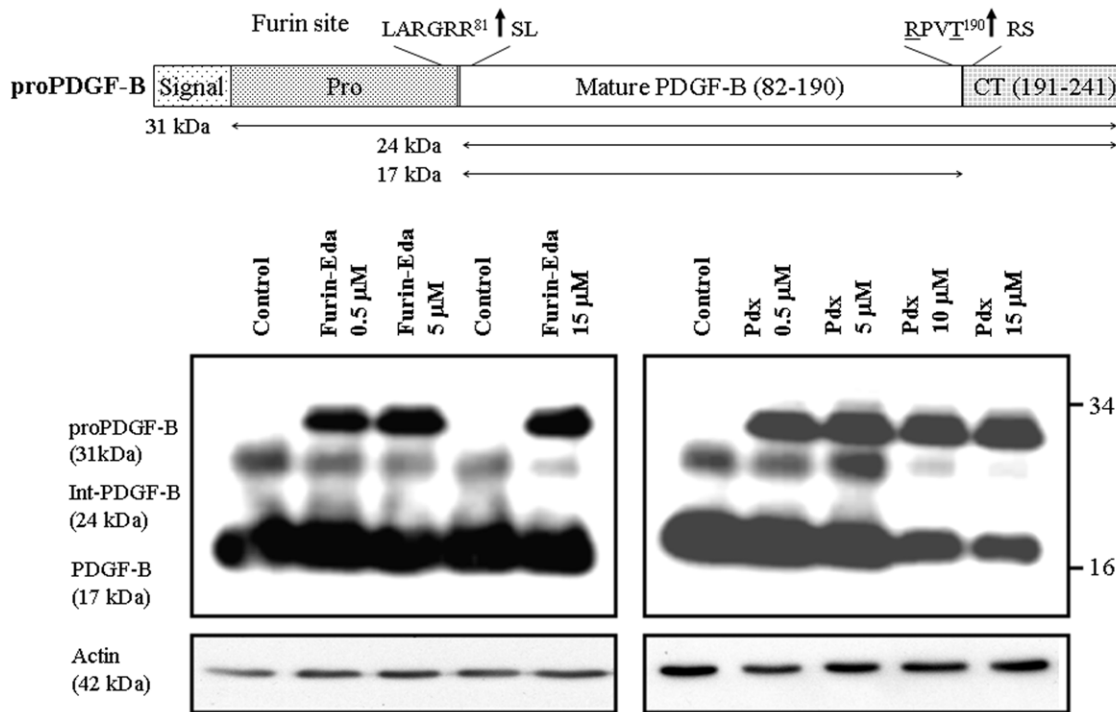 Furin site
LARGRR⁸¹ ↑ SL
RPVT¹⁹⁰ ↑ RS
proPDGF-B
Signal
Pro
Mature PDGF-B (82-190)
CT (191-241)
31 kDa
24 kDa
17 kDa
Control
Furin-Eda
0.5 µM
Furin-Eda
5 µM
Control
Furin-Eda
15 µM
Control
Pdx
0.5 µM
Pdx
5 µM
Pdx
10 µM
Pdx
15 µM
proPDGF-B
(31kDa)
Int-PDGF-B
(24 kDa)
PDGF-B
(17 kDa)
34
16
Actin
(42 kDa)